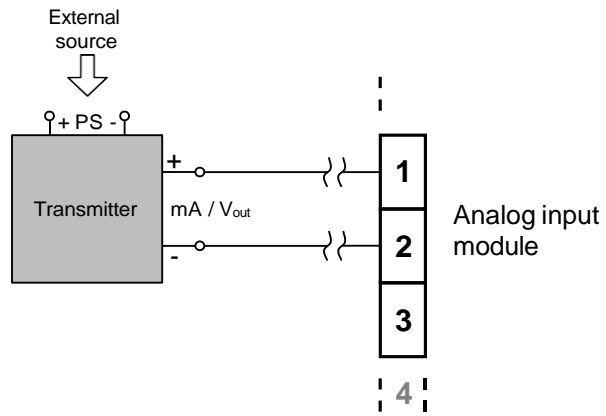 External
source
+ PS -
+
1
Transmitter
mA / Vout
Analog input
module
2
-
3
4